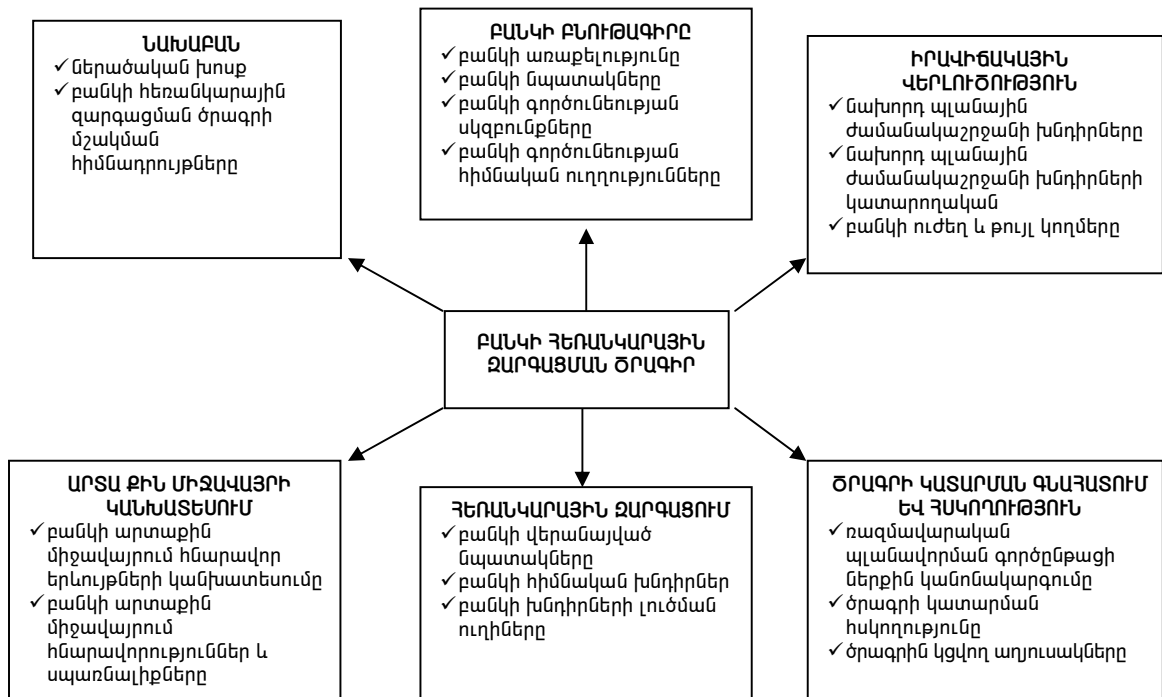 ՆԱԽԱԲԱՆ
✓ ներածական խոսք
✓ բանկի հեռանկարային
զարգացման ծրագրի
մշակման
հիմնադրույթները
ԲԱՆԿԻ ԲՆՈՒԹԱԳԻՐԸ
✓ բանկի առաքելությունը
✓ բանկի նպատակները
✓ բանկի գործունեության
սկզբունքները
✓ բանկի գործունեության
հիմնական ուղղությունները
ԻՐԱՎԻՃԱԿԱՅԻՆ
ՎԵՐԼՈՒԾՈՒԹՅՈՒՆ
✓ նախորդ պլանային
ժամանակաշրջանի խնդիրները
✓ նախորդ պլանային
ժամանակաշրջանի խնդիրների
կատարողական
✓ բանկի ուժեղ և թույլ կողմերը
ԲԱՆԿԻ ՀԵՌԱՆԿԱՐԱՅԻՆ
ԶԱՐԳԱՑՄԱՆ ԾՐԱԳԻՐ
ԱՐՏԱ ՔԻՆ ՄԻՋԱՎԱՅՐԻ
ԿԱՆԽԱՏԵՍՈՒՄ
✓ բանկի արտաքին
միջավայրում հնարավոր
երևույթների կանխատեսումը
✓ բանկի արտաքին
միջավայրում
հնարավորություններ և
սպառնալիքները
ՀԵՌԱՆԿԱՐԱՅԻՆ ԶԱՐԳԱՑՈՒՄ
✓ բանկի վերանայված
նպատակները
✓ բանկի հիմնական խնդիրներ
✓ բանկի խնդիրների լուծման
ուղիները
ԾՐԱԳՐԻ ԿԱՏԱՐՄԱՆ ԳՆԱՀԱՏՈՒՄ
ԵՎ ՀՍԿՈՂՈՒԹՅՈՒՆ
✓ ռազմավարական
պլանավորման գործընթացի
ներքին կանոնակարգումը
✓ ծրագրի կատարման
հսկողությունը
✓ ծրագրին կցվող աղյուսակները